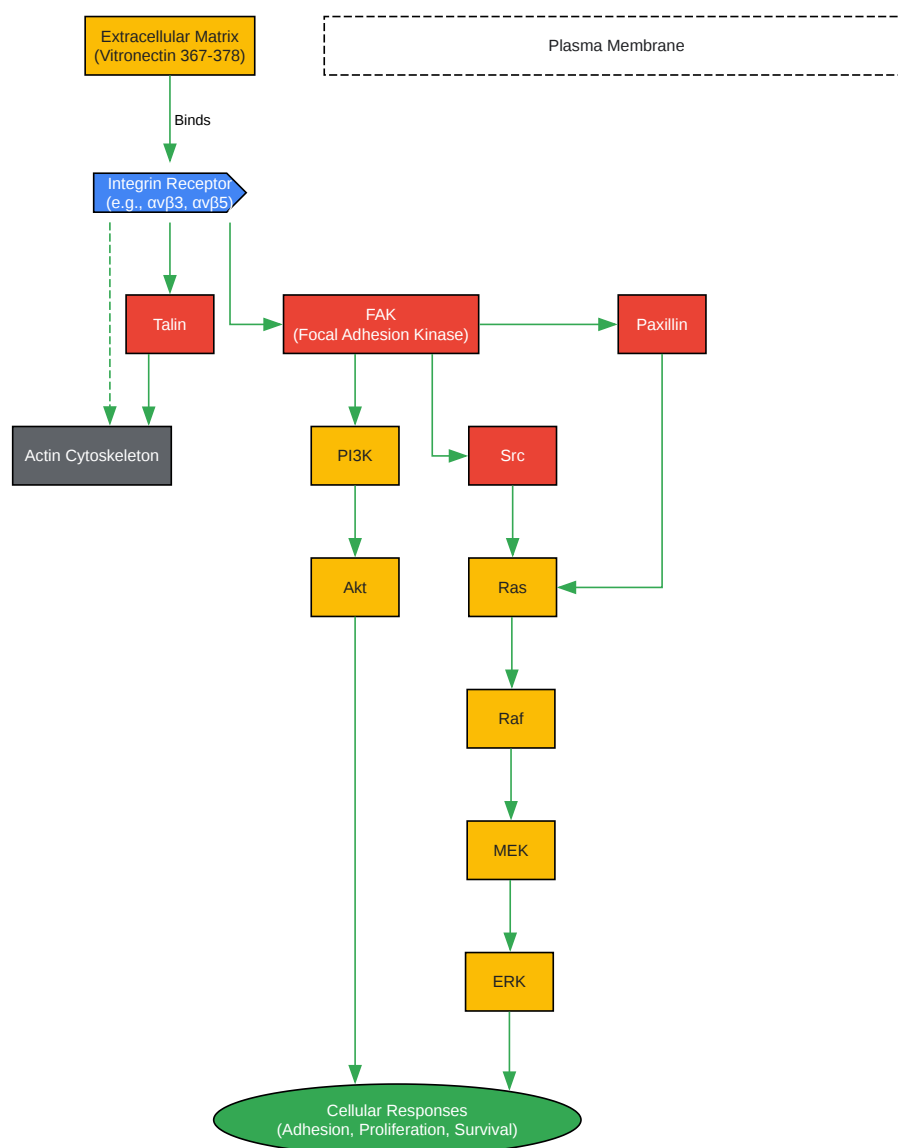 Extracellular Matrix
(Vitronectin 367-378)
Plasma Membrane
Binds
Integrin Receptor
(e.g., αvβ3, αvβ5)
Talin
FAK
(Focal Adhesion Kinase)
Paxillin
Actin Cytoskeleton
PI3K
Src
Akt
Ras
Raf
MEK
ERK
Cellular Responses
(Adhesion, Proliferation, Survival)